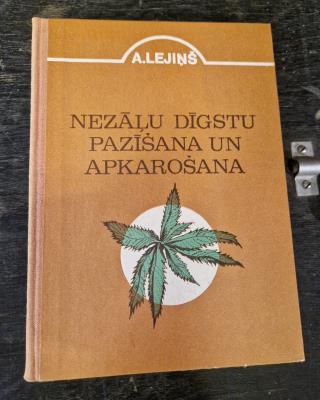 A.LEJIŅŠ
NEZĀĻU DĪGSTU
PAZĪŠANA UN
APKAROŠANA